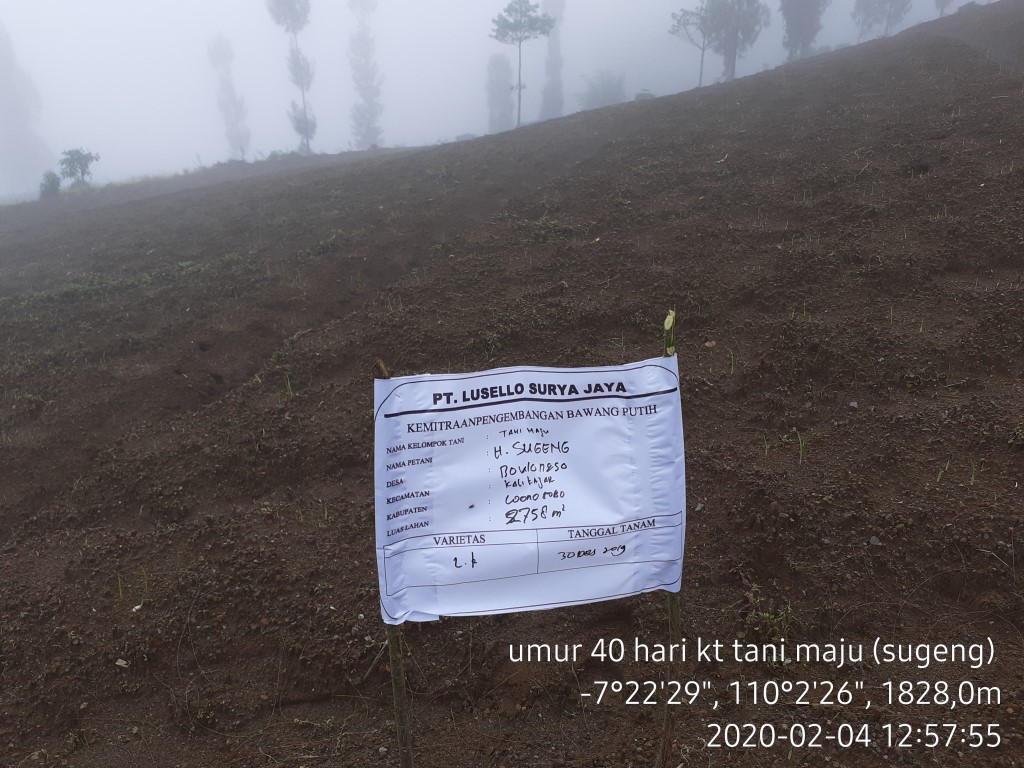 PT. LUSELLO SURYA JAYA
KEMITRAANPENGEMBANGAN BAWANG PUTIH
NAMA KELOMPOK TANI : TANI MAJU
NAMA PETANI : H. SUGENG
DESA : Bowongso
KECAMATAN : KALIKAJAR
KABUPATEN : WONOSOBO
LUAS LAHAN : 2758 m²
VARIETAS TANGGAL TANAM
L.k 30 DES 2019
umur 40 hari kt tani maju (sugeng)
-7°22'29", 110°2'26", 1828,0m
2020-02-04 12:57:55